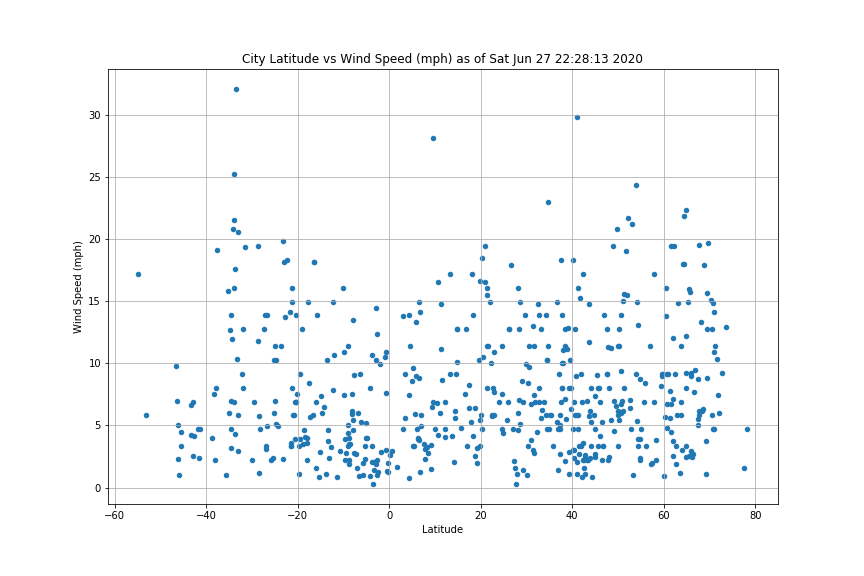 City Latitude vs Wind Speed (mph) as of Sat Jun 27 22:28:13 2020
Wind Speed (mph)
30
25
20
15
10
5
0
−60 −40 −20 0 20 40 60 80
Latitude